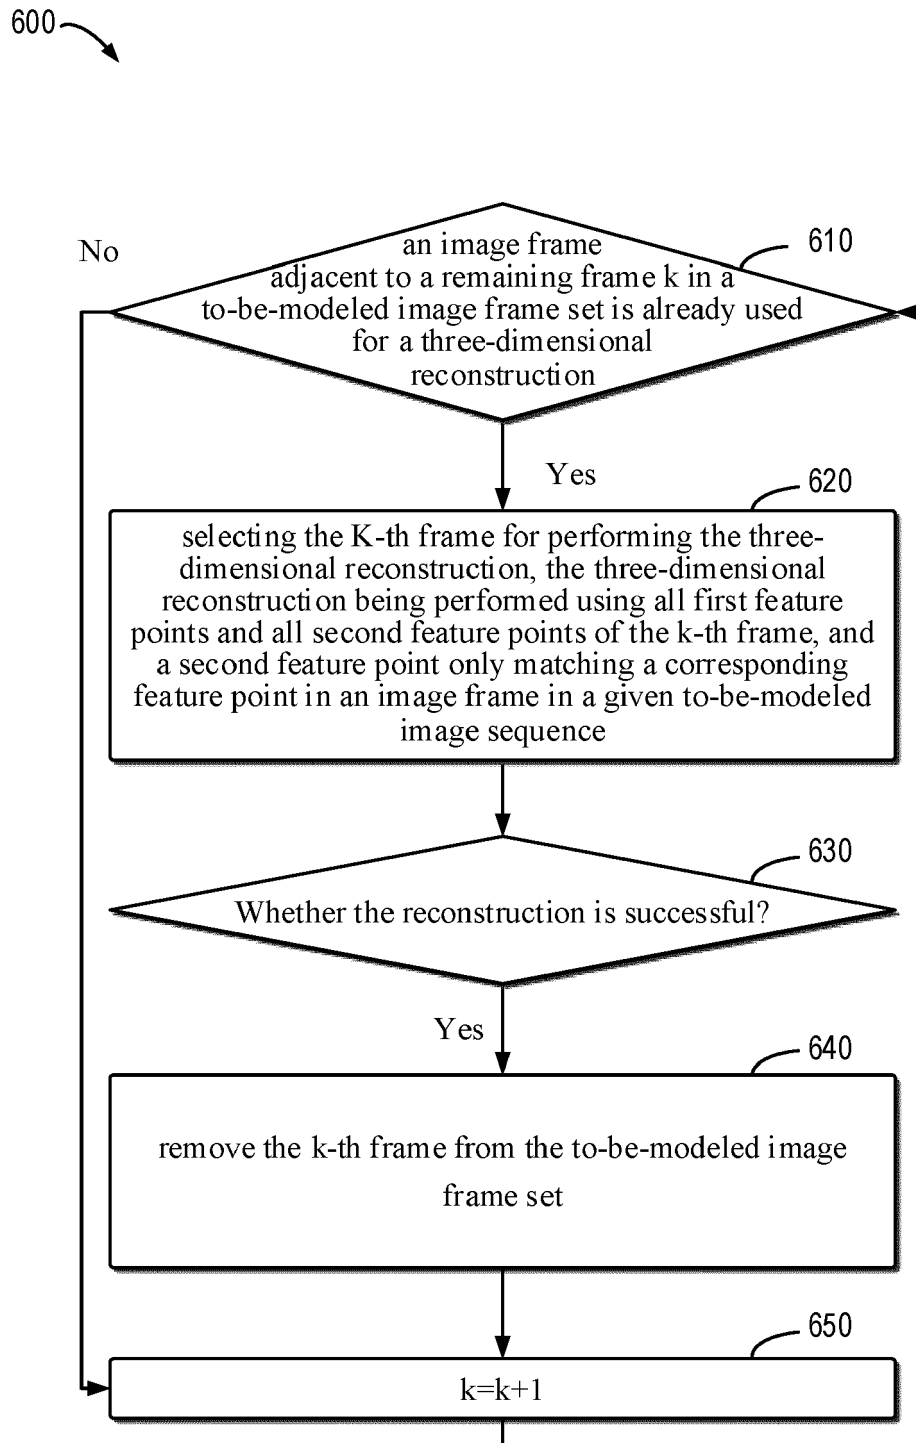 600
No
610
an image frame
adjacent to a remaining frame k in a
to-be-modeled image frame set is already used
for a three-dimensional
reconstruction
Yes
620
selecting the K-th frame for performing the three-
dimensional reconstruction, the three-dimensional
reconstruction being performed using all first feature
points and all second feature points of the k-th frame, and
a second feature point only matching a corresponding
feature point in an image frame in a given to-be-modeled
image sequence
630
Whether the reconstruction is successful?
Yes
640
remove the k-th frame from the to-be-modeled image
frame set
650
k=k+1